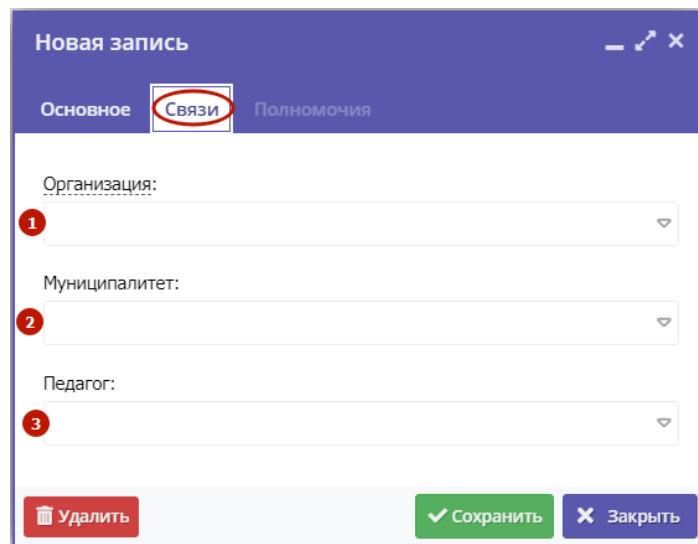 Новая запись
Основное Связи Полномочия
Организация:
1
Муниципалитет:
2
Педагог:
3
Удалить Сохранить Закрыть